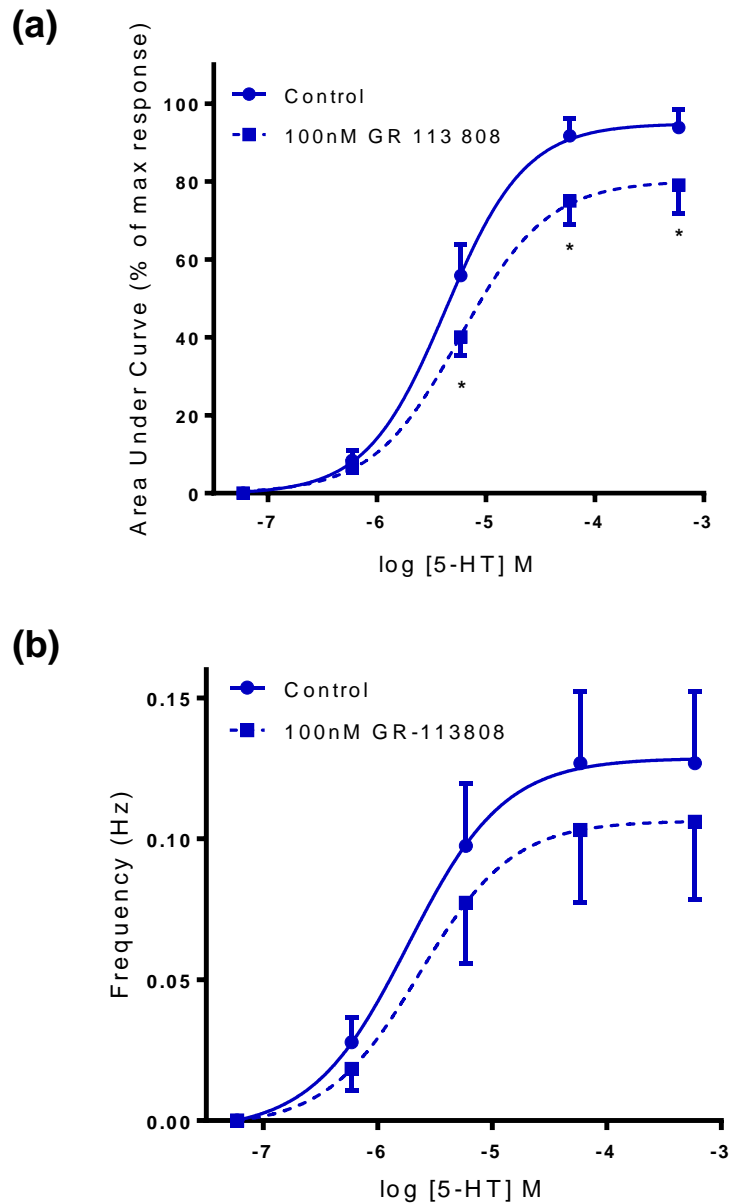 (a)
Area Under Curve (% of max response)
100
80
60
40
20
0
Control
100nM GR 113 808
*
*
*
-7
-6
-5
-4
-3
log [5-HT] M
(b)
Frequency (Hz)
0.15
0.10
0.05
0.00
Control
100nM GR-113808
-7
-6
-5
-4
-3
log [5-HT] M